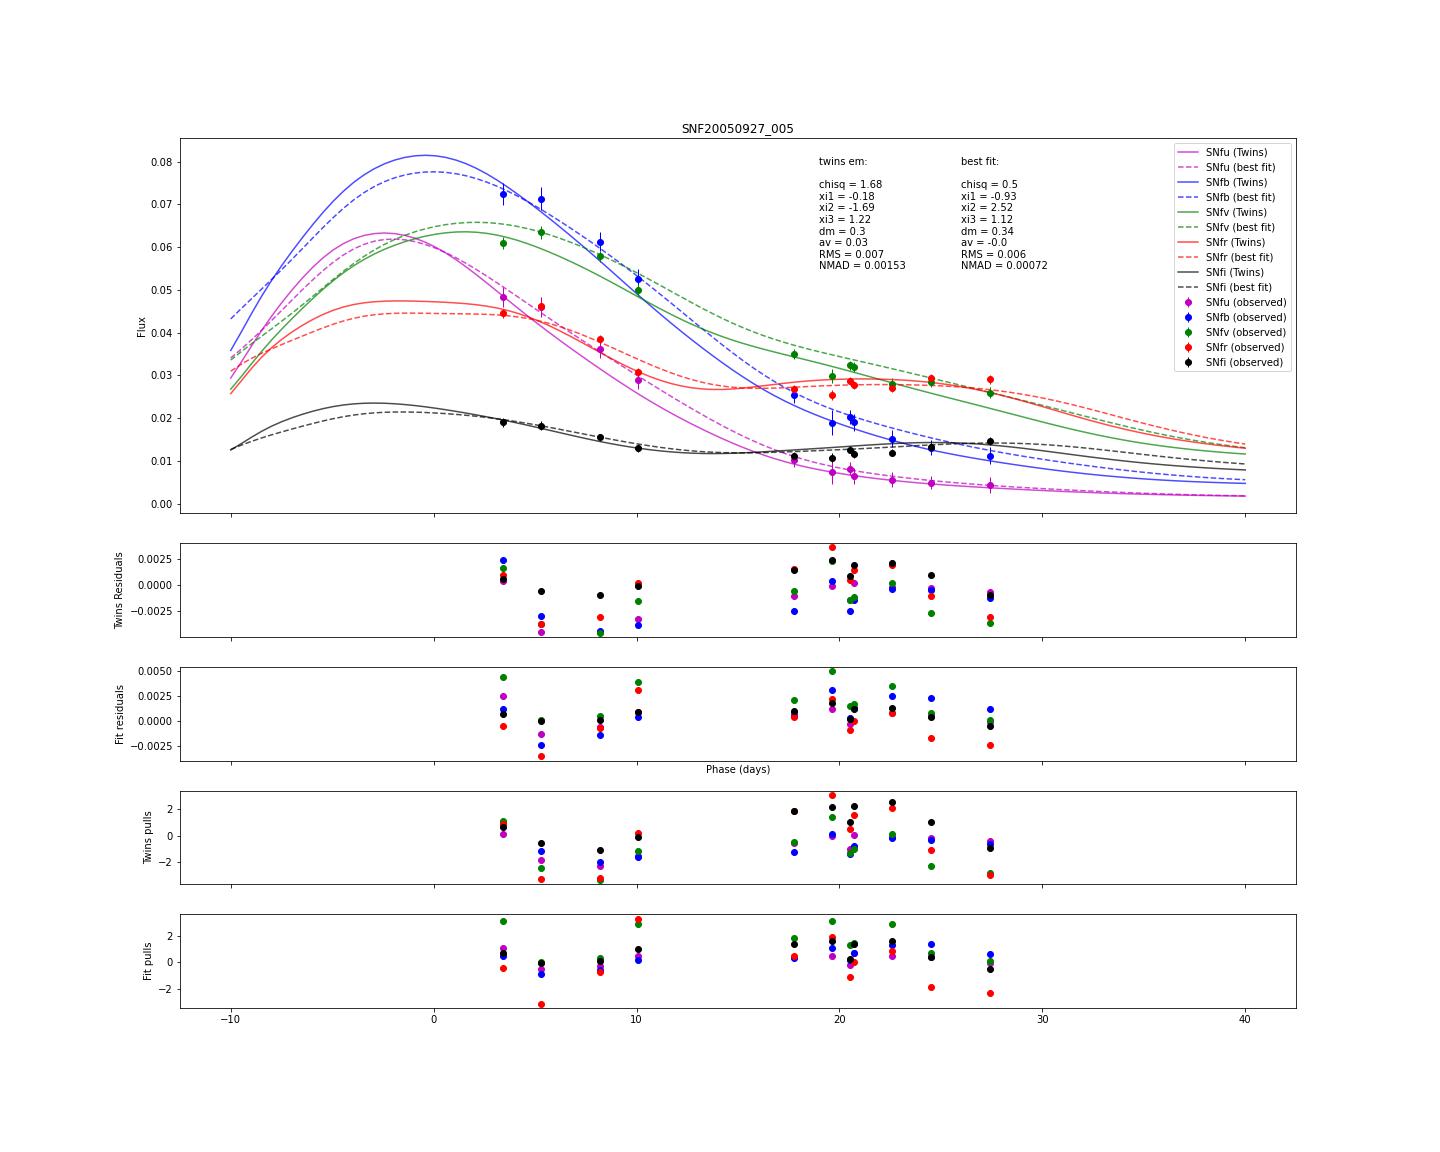 SNF20050927_005
0.08
0.07
0.06
0.05
0.04
0.03
0.02
0.01
0.00
Flux
twins em:
chisq = 1.68
xi1 = -0.18
xi2 = -1.69
xi3 = 1.22
dm = 0.3
av = 0.03
RMS = 0.007
NMAD = 0.00153
best fit:
chisq = 0.5
xi1 = -0.93
xi2 = 2.52
xi3 = 1.12
dm = 0.34
av = -0.0
RMS = 0.006
NMAD = 0.00072
SNfu (Twins)
SNfu (best fit)
SNfb (Twins)
SNfb (best fit)
SNfv (Twins)
SNfv (best fit)
SNfr (Twins)
SNfr (best fit)
SNfi (Twins)
SNfi (best fit)
SNfu (observed)
SNfb (observed)
SNfv (observed)
SNfr (observed)
SNfi (observed)
0.0025
0.0000
−0.0025
Twins Residuals
0.0050
0.0025
0.0000
−0.0025
Fit residuals
Phase (days)
2
0
−2
Twins pulls
2
0
−2
Fit pulls
−10 0 10 20 30 40